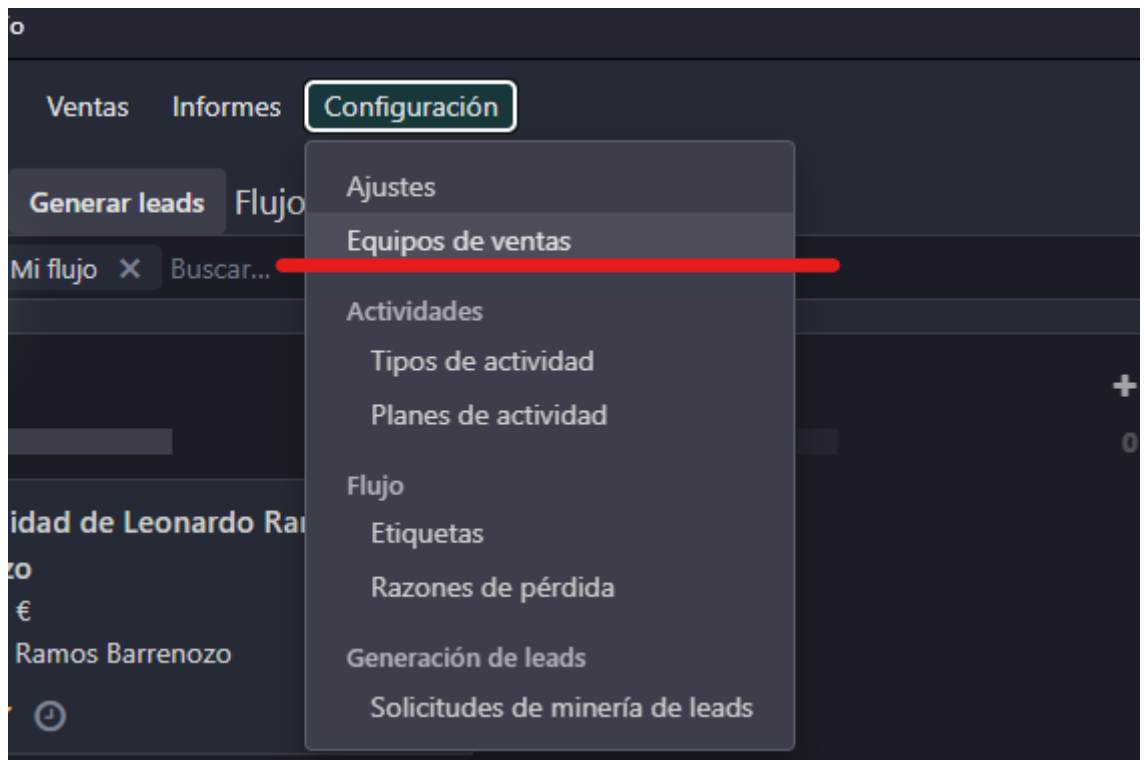 Ventas Informes Configuración
Generar leads Flujo
Mi flujo × Buscar...
Ajustes
Equipos de ventas
Actividades
Tipos de actividad
Planes de actividad
Flujo
Etiquetas
Razones de pérdida
Generación de leads
Solicitudes de minería de leads
+
0
idad de Leonardo Ra
zo
€
Ramos Barrenozo